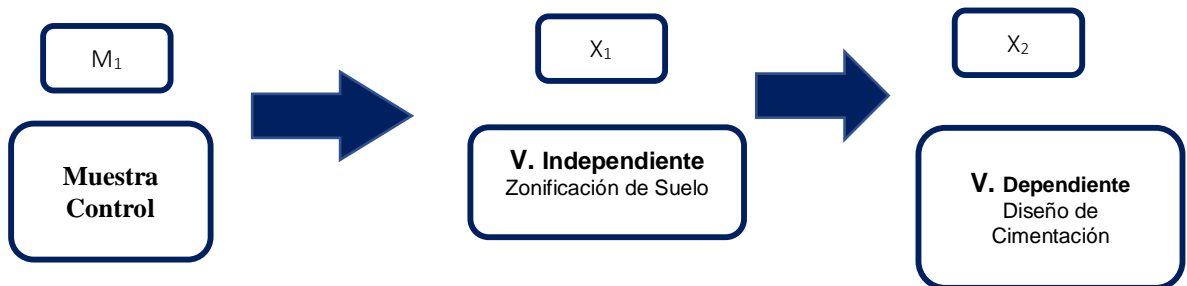 M₁
Muestra
Control
X₁
V. Independiente
Zonificación de Suelo
X₂
V. Dependiente
Diseño de
Cimentación